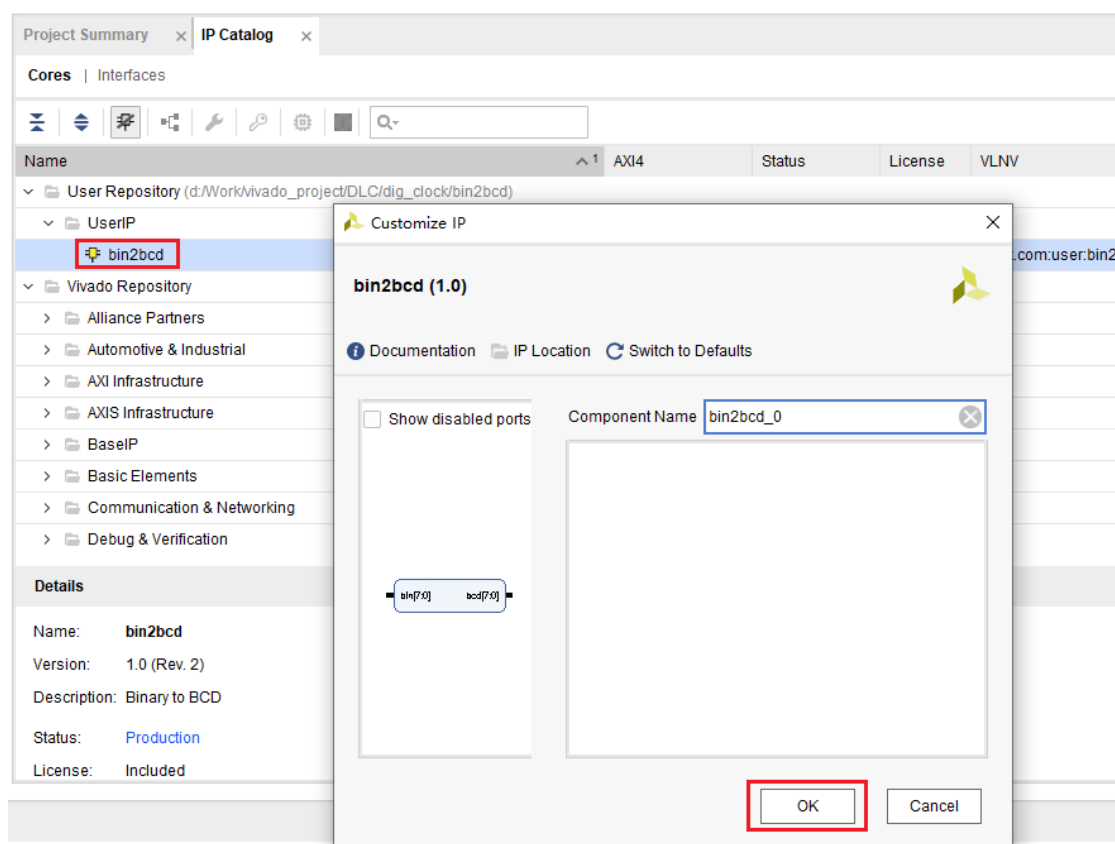 Project Summary × IP Catalog ×
Cores | Interfaces
Q-
Name 1 AXI4 Status License VLNV
User Repository (d:/Work/vivado_project/DLC/dig_clock/bin2bcd)
UserIP
bin2bcd
.com:user:bin2
Vivado Repository
Alliance Partners
Automotive & Industrial
AXI Infrastructure
AXIS Infrastructure
BaseIP
Basic Elements
Communication & Networking
Debug & Verification
Details
Name: bin2bcd
Version: 1.0 (Rev. 2)
Description: Binary to BCD
Status: Production
License: Included
Customize IP
bin2bcd (1.0)
Documentation IP Location Switch to Defaults
Show disabled ports
Component Name bin2bcd_0
bin[7:0] bcd[7:0]
OK Cancel